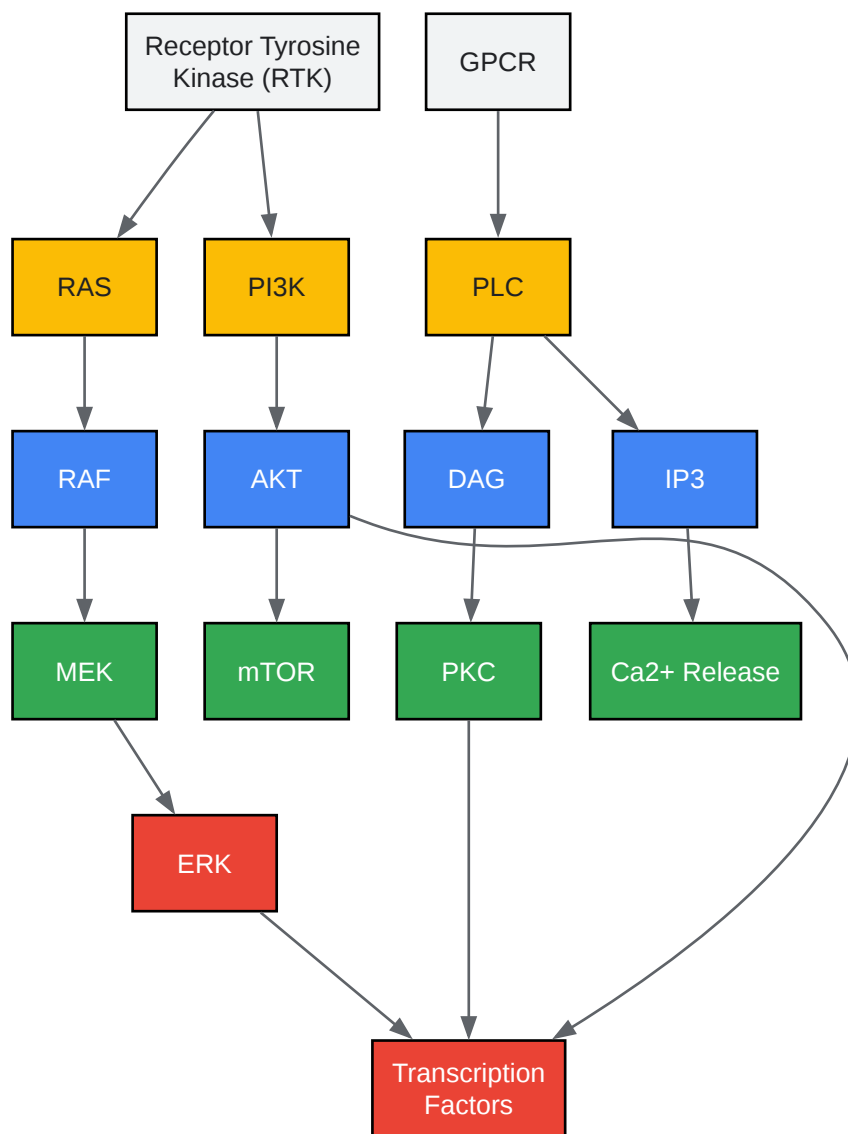 Receptor Tyrosine
Kinase (RTK)
GPCR
RAS
PI3K
PLC
RAF
AKT
DAG
IP3
MEK
mTOR
PKC
Ca2+ Release
ERK
Transcription
Factors